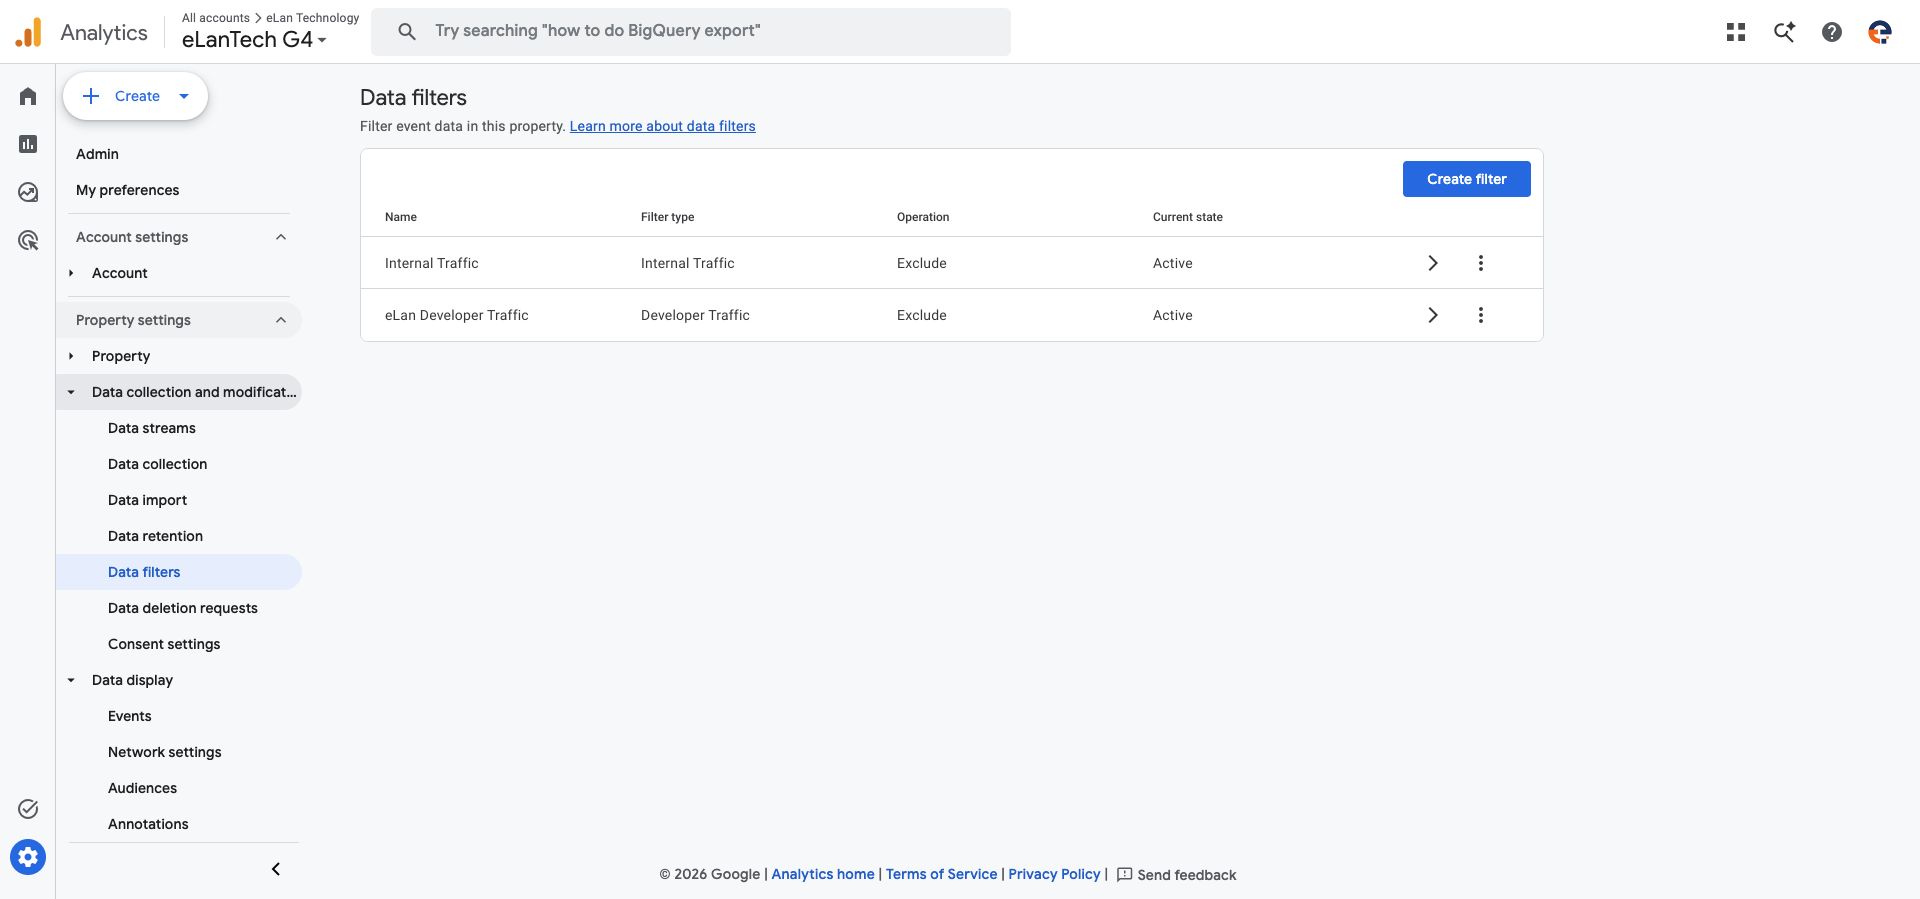 Analytics
All accounts > eLan Technology
eLanTech G4
Try searching "how to do BigQuery export"
Create
Admin
My preferences
Account settings
Account
Property settings
Property
Data collection and modificat...
Data streams
Data collection
Data import
Data retention
Data filters
Data deletion requests
Consent settings
Data display
Events
Network settings
Audiences
Annotations
Data filters
Filter event data in this property. Learn more about data filters
Create filter
Name Filter type Operation Current state
Internal Traffic Internal Traffic Exclude Active
eLan Developer Traffic Developer Traffic Exclude Active
© 2026 Google | Analytics home | Terms of Service | Privacy Policy | Send feedback